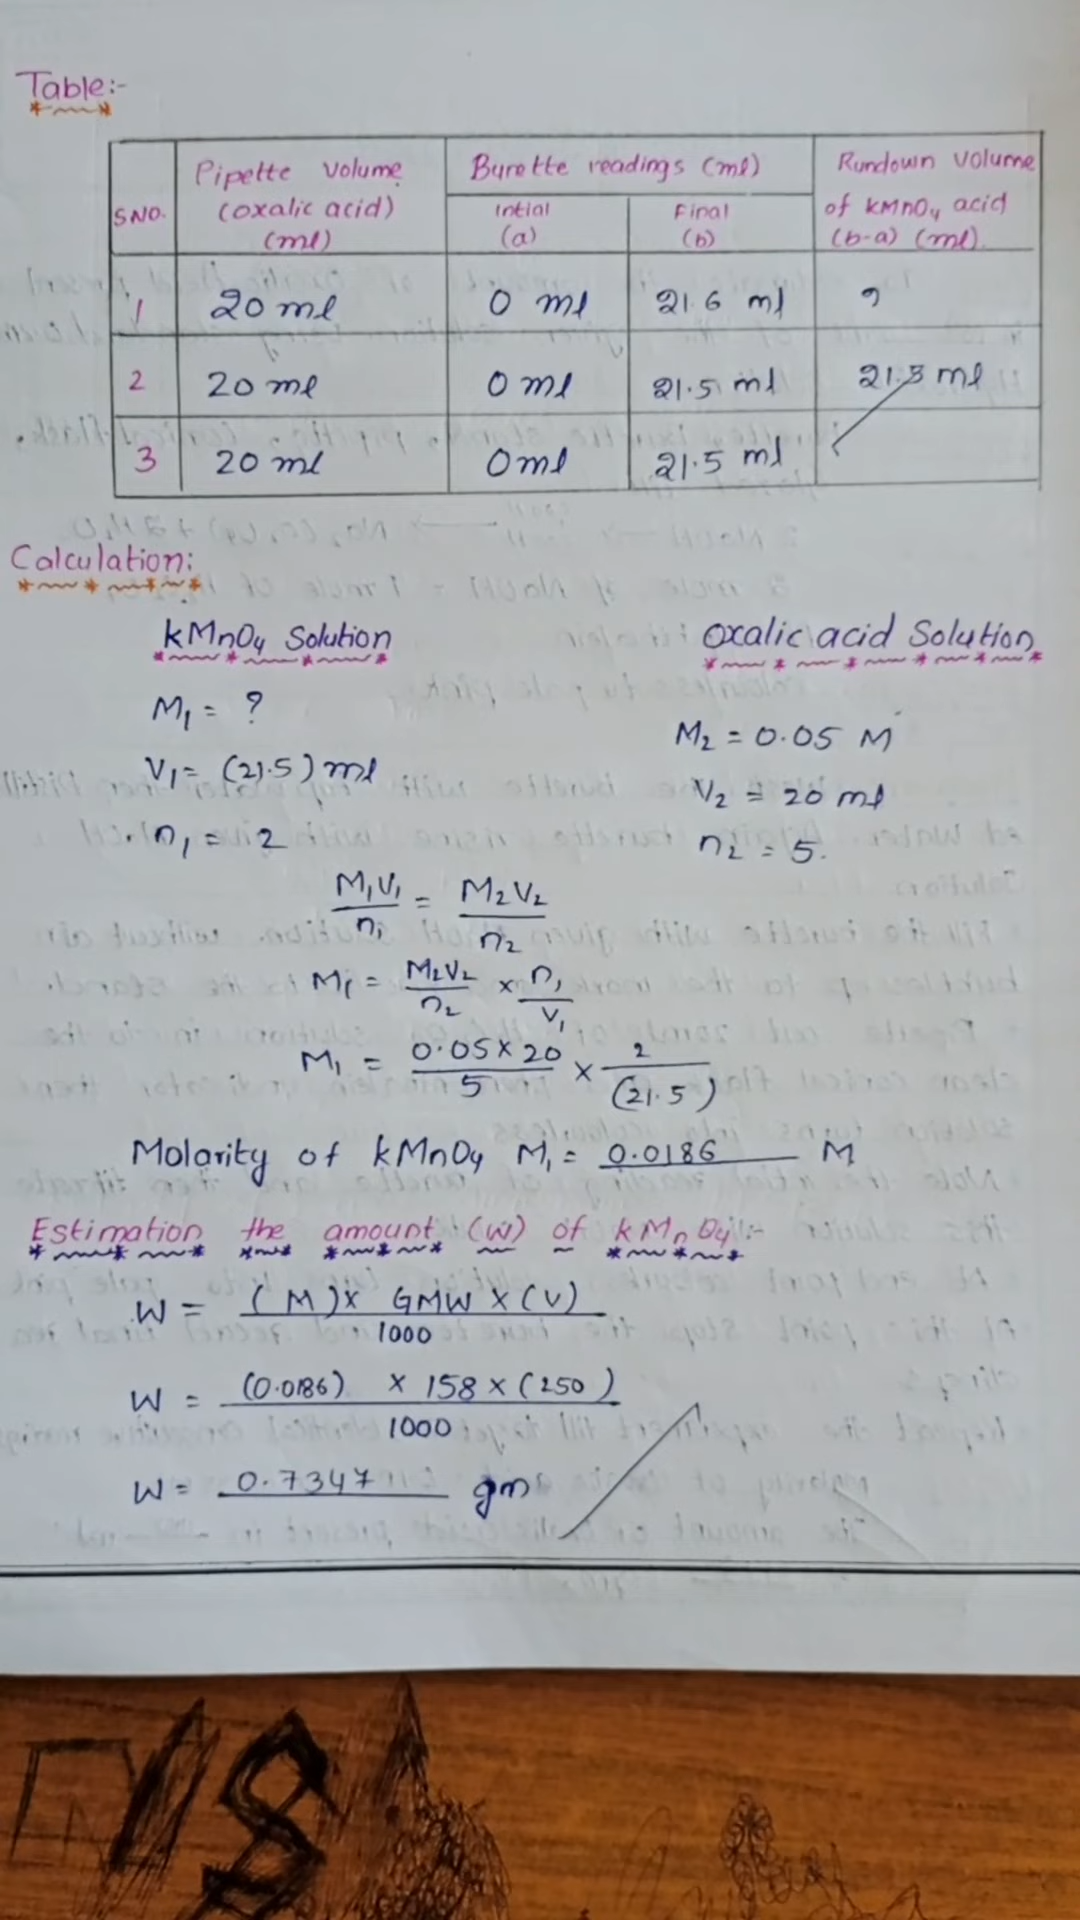 Table:-
SNO. Pipette volume (oxalic acid) (ml) Burette readings (ml) Rundown volume of kMnO4 acid (b-a) (ml)
Intial (a) Final (b)
1 20 ml 0 ml 21.6 ml
2 20 ml 0 ml 21.5 ml
3 20 ml 0 ml 21.5 ml
Calculation:
kMnO4 Solution oxalic acid Solution
M1 = ? M2 = 0.05 M
V1 = (21.5) ml V2 = 20 ml
n1 = 2 n2 = 5.
M1V1/n1 = M2V2/n2
M1 = M2V2/n2 × n1/V1
M1 = 0.05 × 20/5 × 2/(21.5)
Molarity of kMnO4 M1 = 0.0186 M
Estimation the amount (w) of kMnO4:-
W = (M) × GMW × (V)/1000
W = (0.0186) × 158 × (250)/1000
W = 0.7347 gm